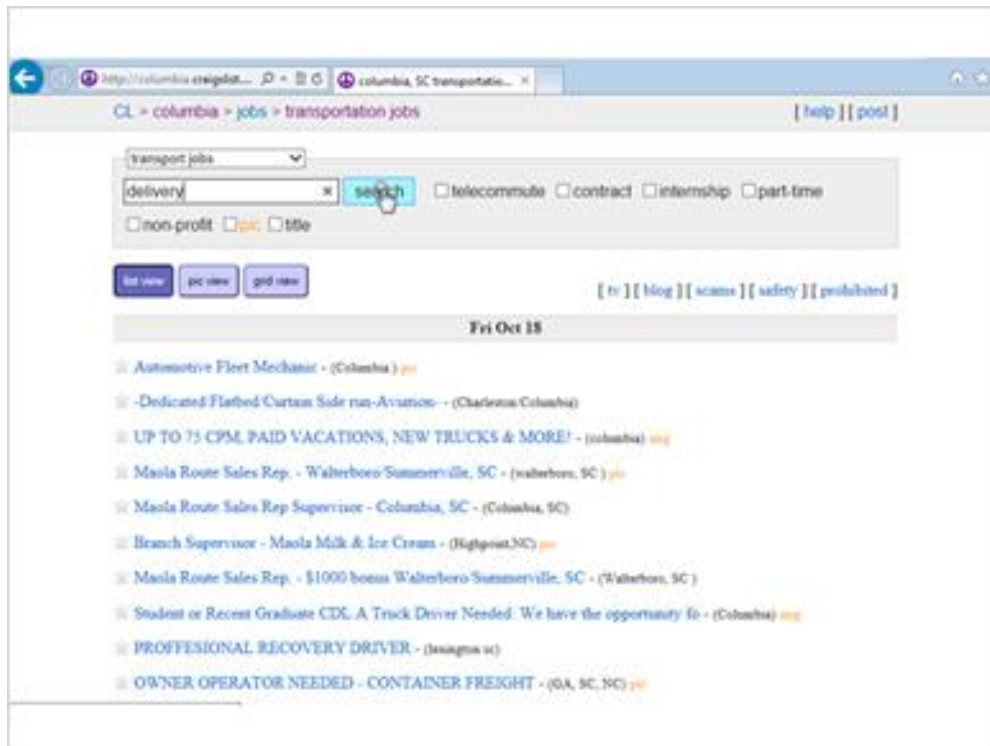 columbia, SC transportatio...
CL > columbia > jobs > transportation jobs [ help ] [ post ]
transport jobs
delivery × search telecommute contract internship part-time
non-profit pic title
list view pic view grid view
[ tv ] [ blog ] [ scams ] [ safety ] [ prohibited ]
Fri Oct 18
Automotive Fleet Mechanic - (Columbia ) pic
-Dedicated Flatbed Curtain Side run-Aviation- - (Charleston/Columbia)
UP TO 75 CPM, PAID VACATIONS, NEW TRUCKS & MORE! - (columbia) img
Maola Route Sales Rep. - Walterboro/Summerville, SC - (walterboro, SC ) pic
Maola Route Sales Rep Supervisor - Columbia, SC - (Columbia, SC)
Branch Supervisor - Maola Milk & Ice Cream - (Highpoint,NC) pic
Maola Route Sales Rep. - $1000 bonus Walterboro/Summerville, SC - (Walterboro, SC )
Student or Recent Graduate CDL A Truck Driver Needed. We have the opportunity fo - (Columbia) img
PROFFESIONAL RECOVERY DRIVER - (lexington sc)
OWNER OPERATOR NEEDED - CONTAINER FREIGHT - (GA, SC, NC) pic